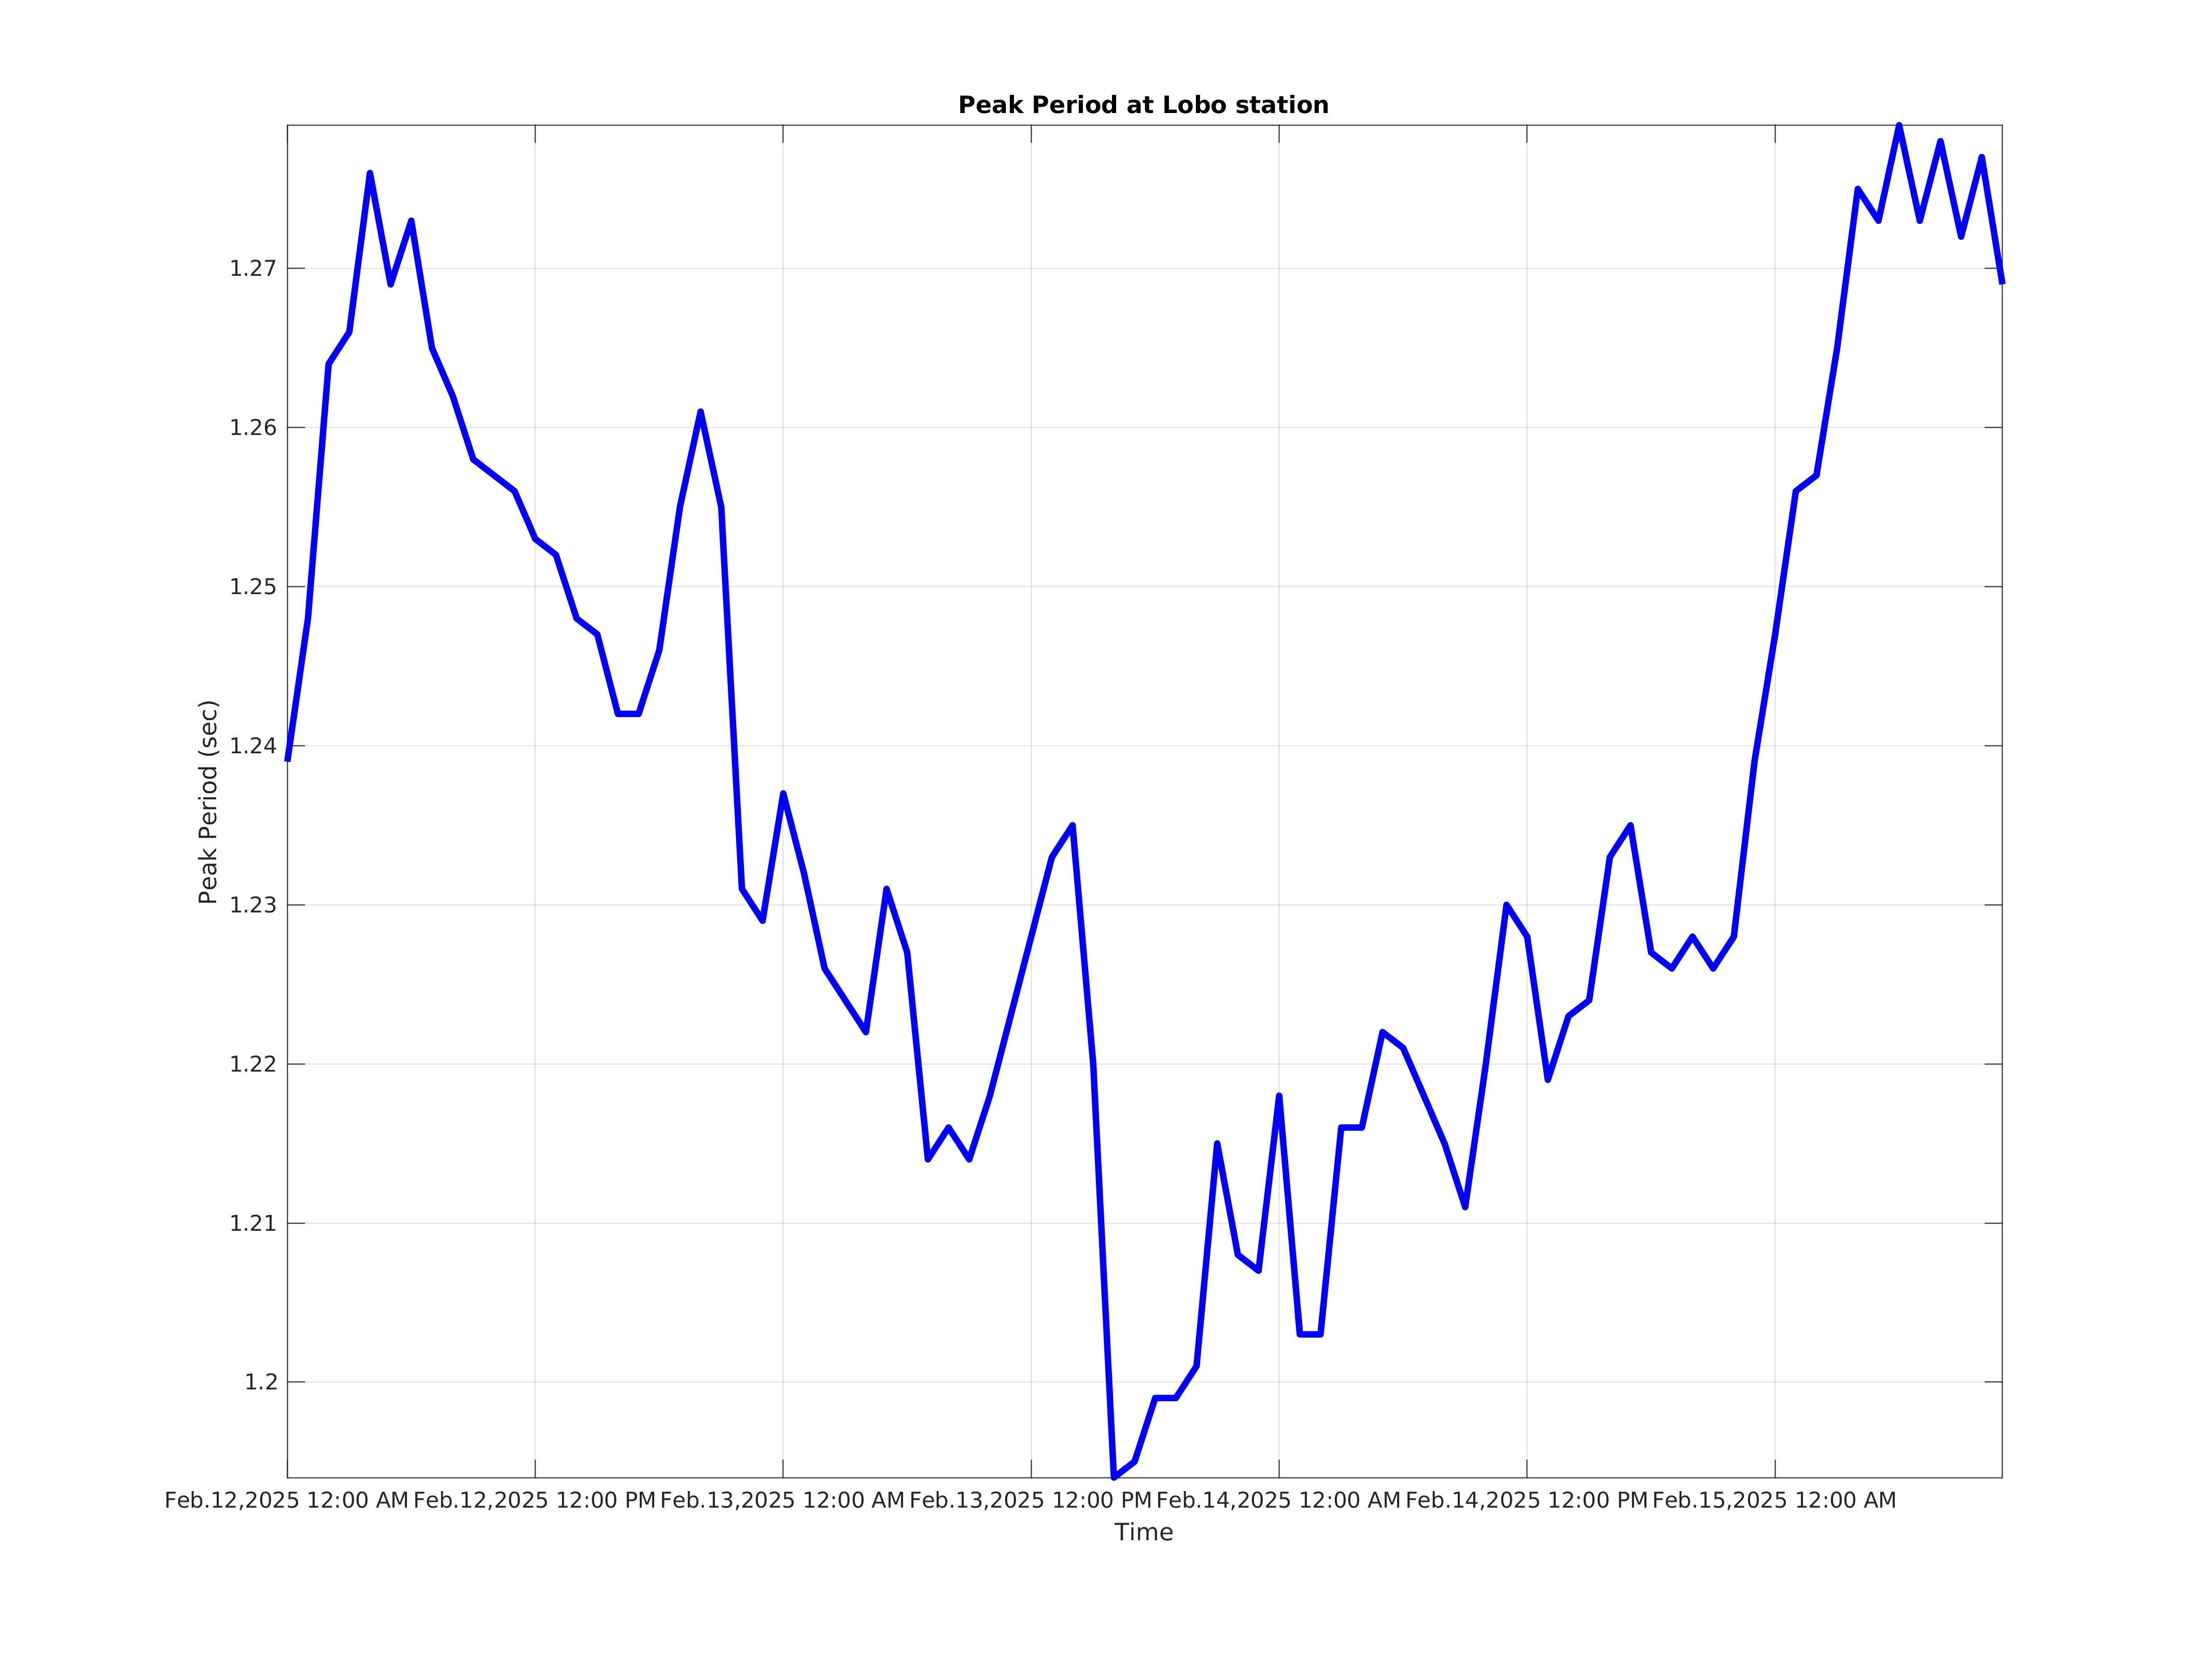 Peak Period at Lobo station
Peak Period (sec)
1.27
1.26
1.25
1.24
1.23
1.22
1.21
1.2
Feb.12,2025 12:00 AM Feb.12,2025 12:00 PM Feb.13,2025 12:00 AM Feb.13,2025 12:00 PM Feb.14,2025 12:00 AM Feb.14,2025 12:00 PM Feb.15,2025 12:00 AM
Time